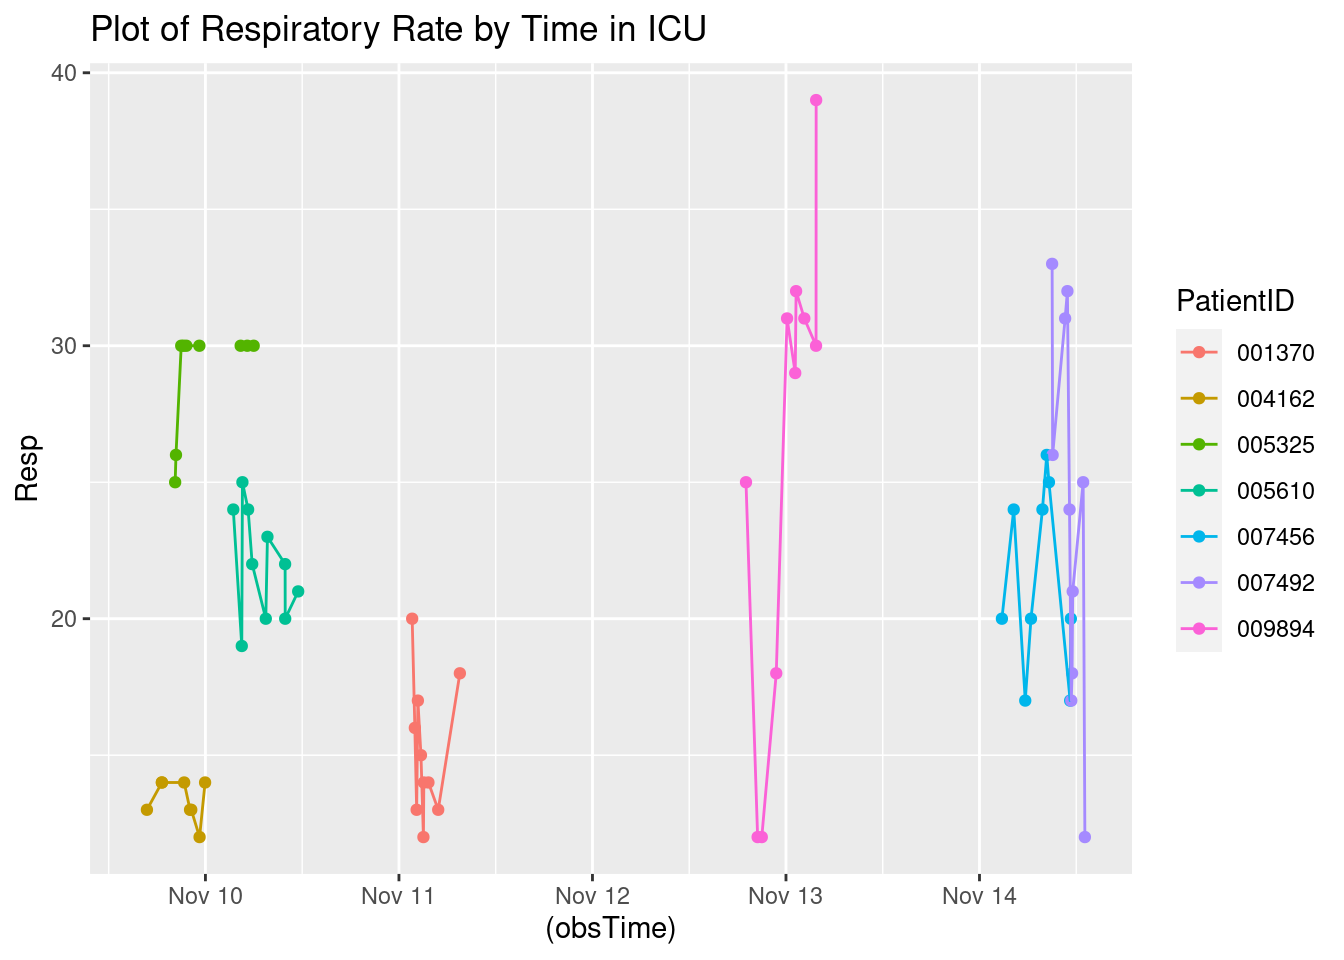 Plot of Respiratory Rate by Time in ICU
40
30
20
Resp
Nov 10
Nov 11
Nov 12
Nov 13
Nov 14
(obsTime)
PatientID
001370
004162
005325
005610
007456
007492
009894